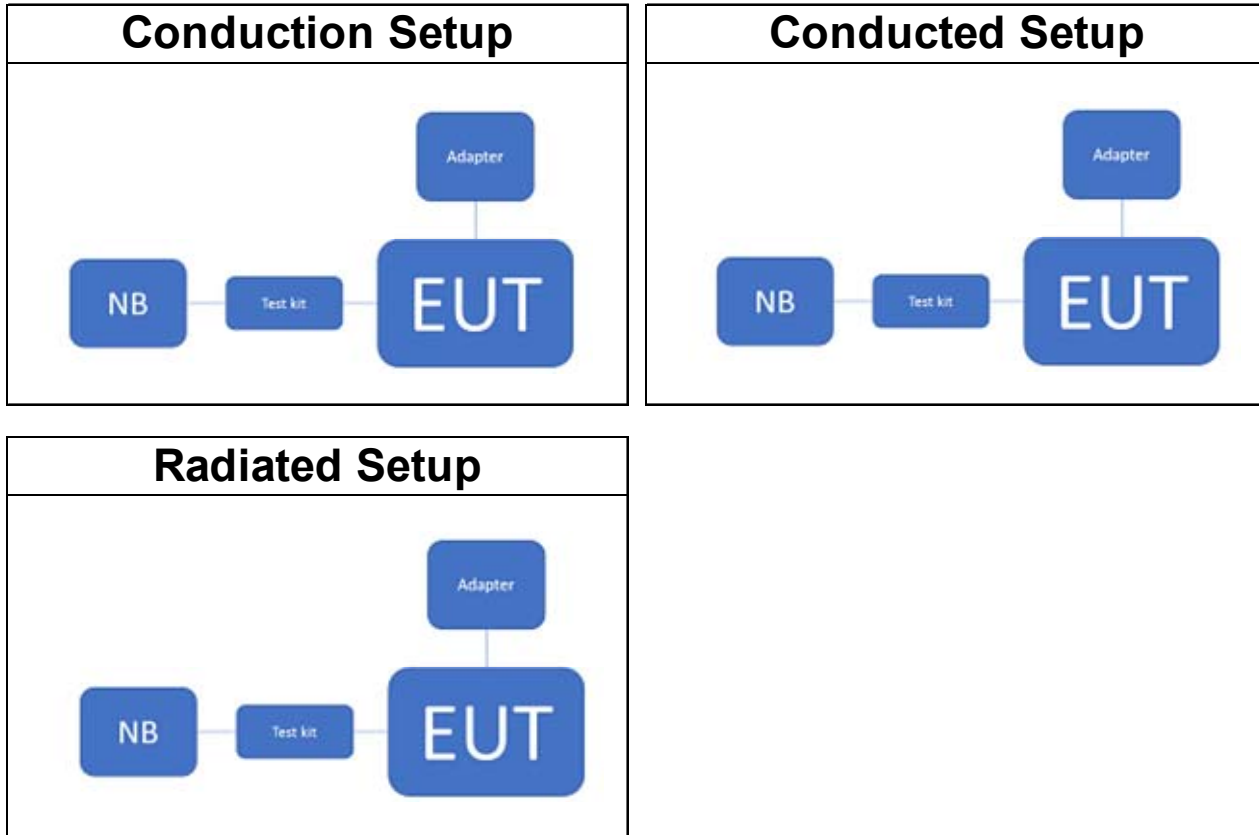 Conduction Setup
Adapter
NB
Test kit
EUT
Conducted Setup
Adapter
NB
Test kit
EUT
Radiated Setup
Adapter
NB
Test kit
EUT